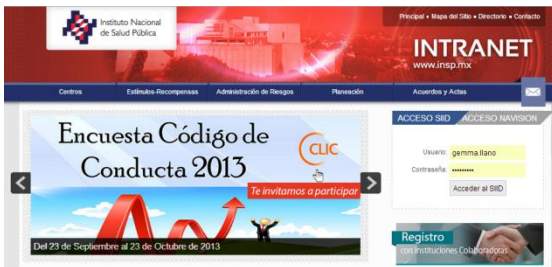 Principal • Mapa del Sitio • Directorio • Contacto
Instituto Nacional
de Salud Pública
INTRANET
www.insp.mx
Centros Estímulos-Recompensas Administración de Riesgos Planeación Acuerdos y Actas
ACCESO SIID ACCESO NAVISION
Encuesta Código de
Conducta 2013
CLIC
Te invitamos a participar
Del 23 de Septiembre al 23 de Octubre de 2013
Usuario: gemma.llano
Contraseña: •••••••••
Acceder al SIID
Registro
con Instituciones Colaboradoras